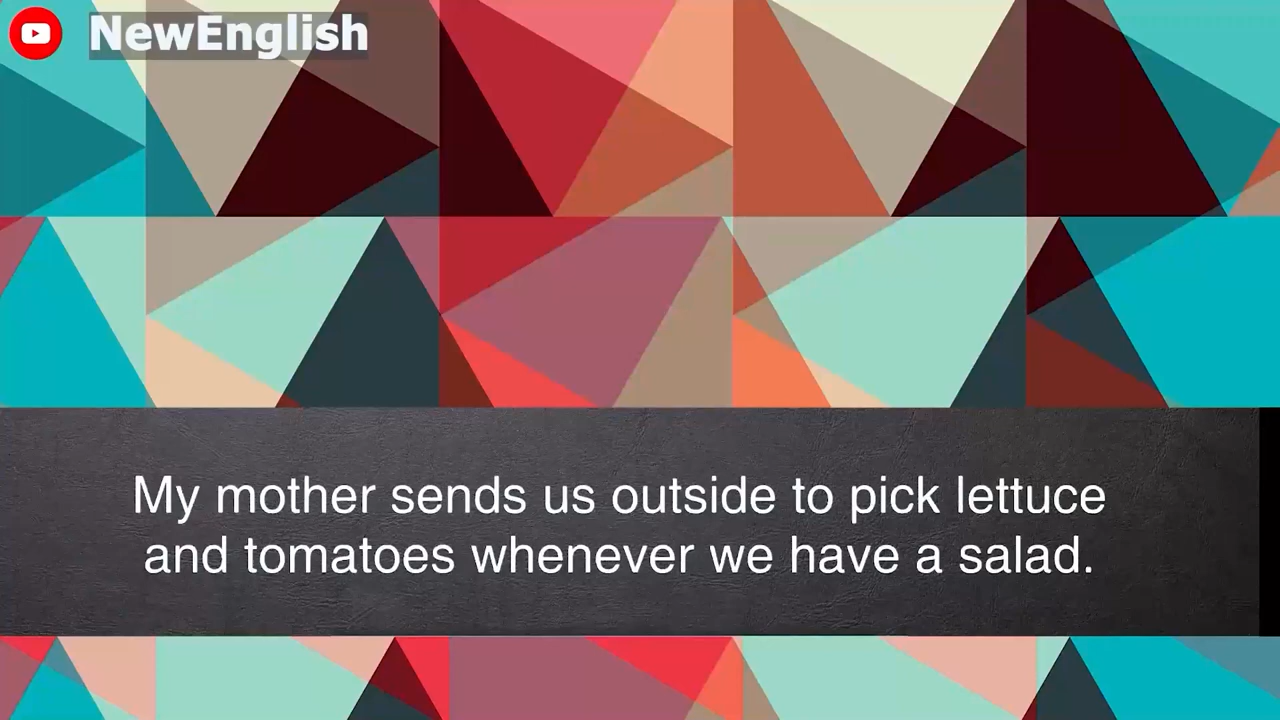 NewEnglish
My mother sends us outside to pick lettuce
and tomatoes whenever we have a salad.